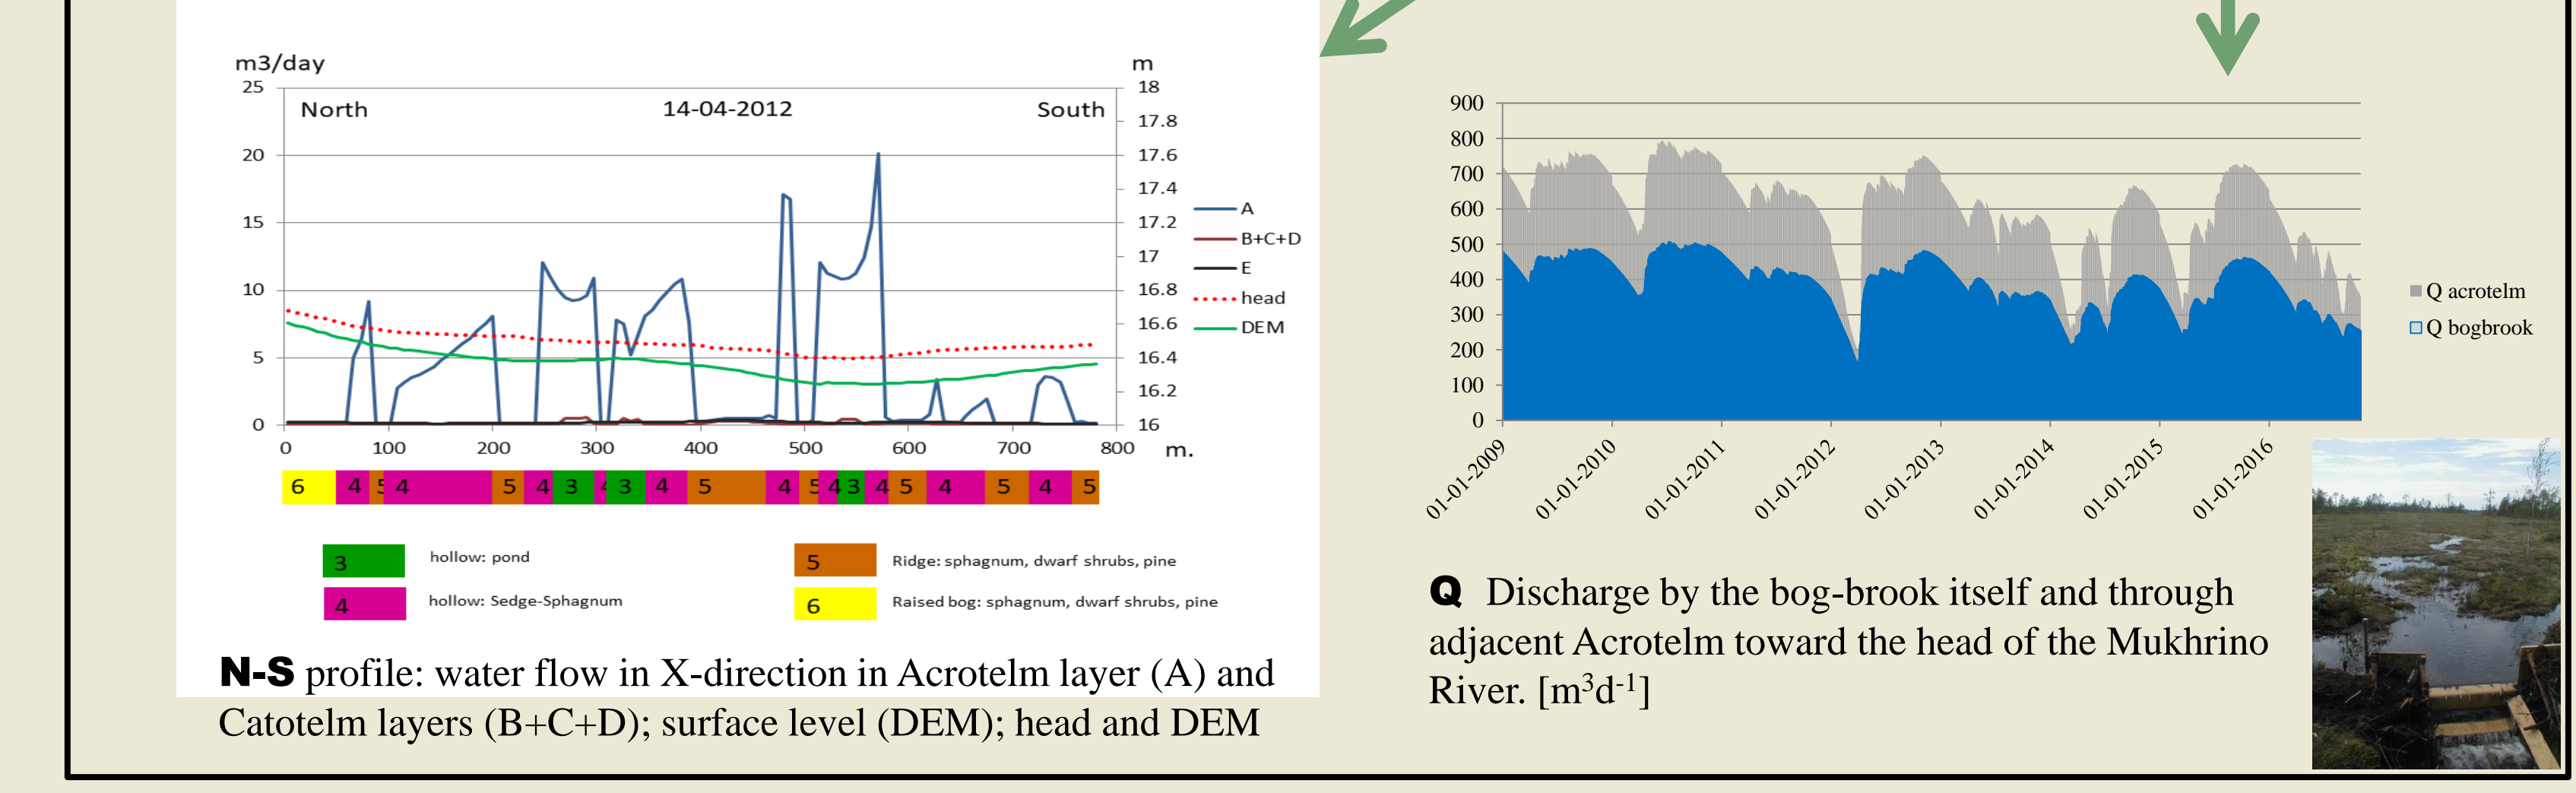 m3/day
m
25
20
15
10
5
0
North
14-04-2012
South
18
17.8
17.6
17.4
17.2
17
16.8
16.6
16.4
16.2
16
0 100 200 300 400 500 600 700 800 m.
A
B+C+D
E
head
DEM
6 4 5 4 5 4 3 4 3 4 5 4 5 4 3 4 5 4 5 4 5
3 hollow: pond
4 hollow: Sedge-Sphagnum
5 Ridge: sphagnum, dwarf shrubs, pine
6 Raised bog: sphagnum, dwarf shrubs, pine
N-S profile: water flow in X-direction in Acrotelm layer (A) and
Catotelm layers (B+C+D); surface level (DEM); head and DEM
900
800
700
600
500
400
300
200
100
0
01-01-2009
01-01-2010
01-01-2011
01-01-2012
01-01-2013
01-01-2014
01-01-2015
01-01-2016
Q acrotelm
Q bogbrook
Q Discharge by the bog-brook itself and through
adjacent Acrotelm toward the head of the Mukhrino
River. [m³d⁻¹]